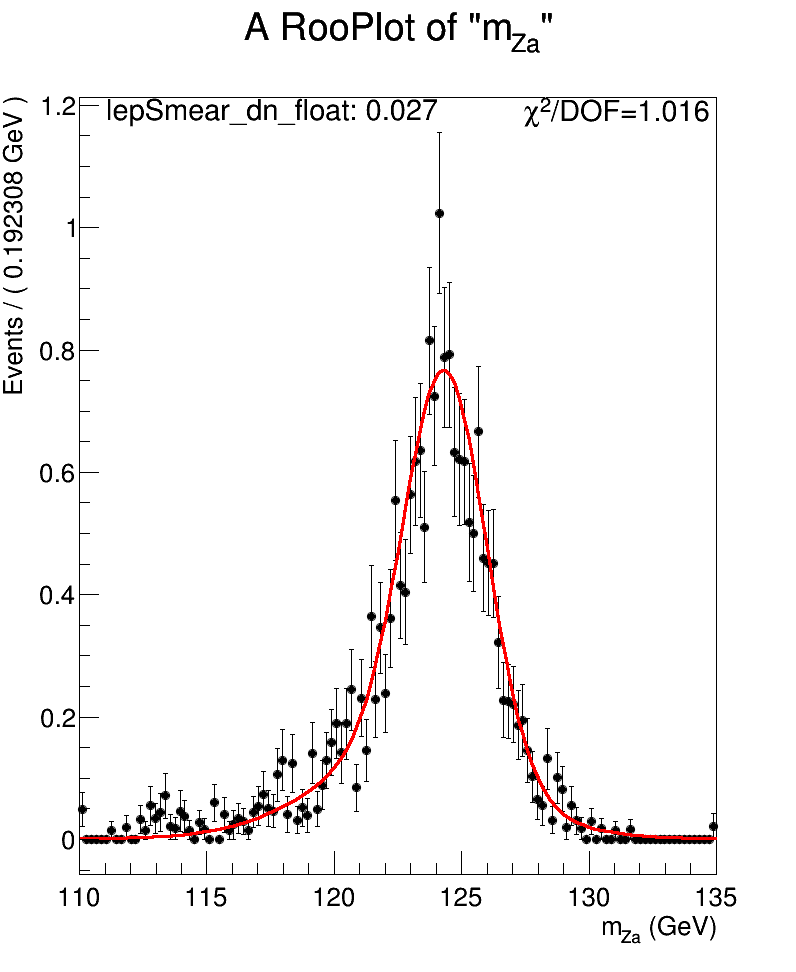 A RooPlot of "m_Za"
lepSmear_dn_float: 0.027
χ²/DOF=1.016
Events / ( 0.192308 GeV )
1.2
1
0.8
0.6
0.4
0.2
0
110 115 120 125 130 135
m_Za (GeV)